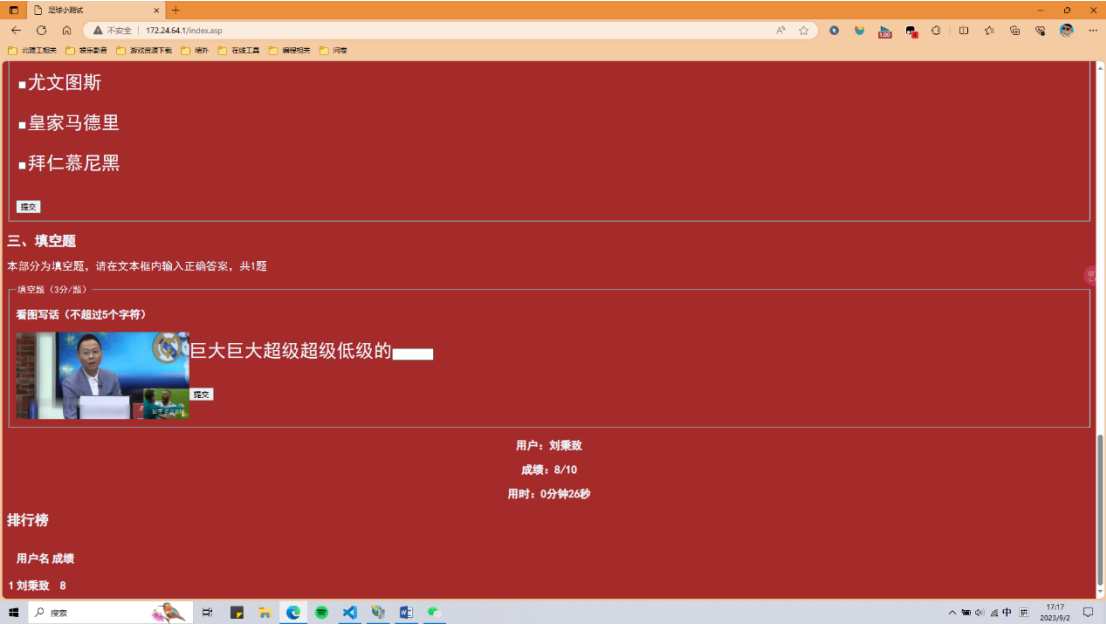 足球小测试
不安全 172.24.64.1/index.asp
北理工相关 娱乐影音 游戏资源下载 墙外 在线工具 编程相关 问卷
尤文图斯
皇家马德里
拜仁慕尼黑
提交
三、填空题
本部分为填空题，请在文本框内输入正确答案，共1题
填空题（3分/题）
看图写话（不超过5个字符）
巨大巨大超级超级低级的
提交
用户：刘秉致
成绩：8/10
用时：0分钟26秒
排行榜
用户名 成绩
1 刘秉致 8
搜索
中
17:17
2023/9/2